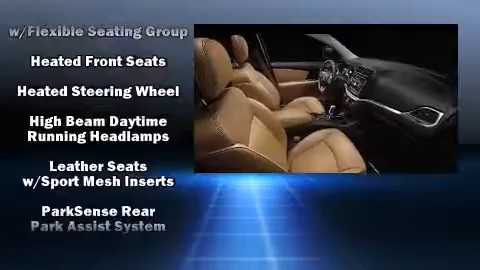 w/Flexible Seating Group
Heated Front Seats
Heated Steering Wheel
High Beam Daytime
Running Headlamps
Leather Seats
w/Sport Mesh Inserts
ParkSense Rear
Park Assist System